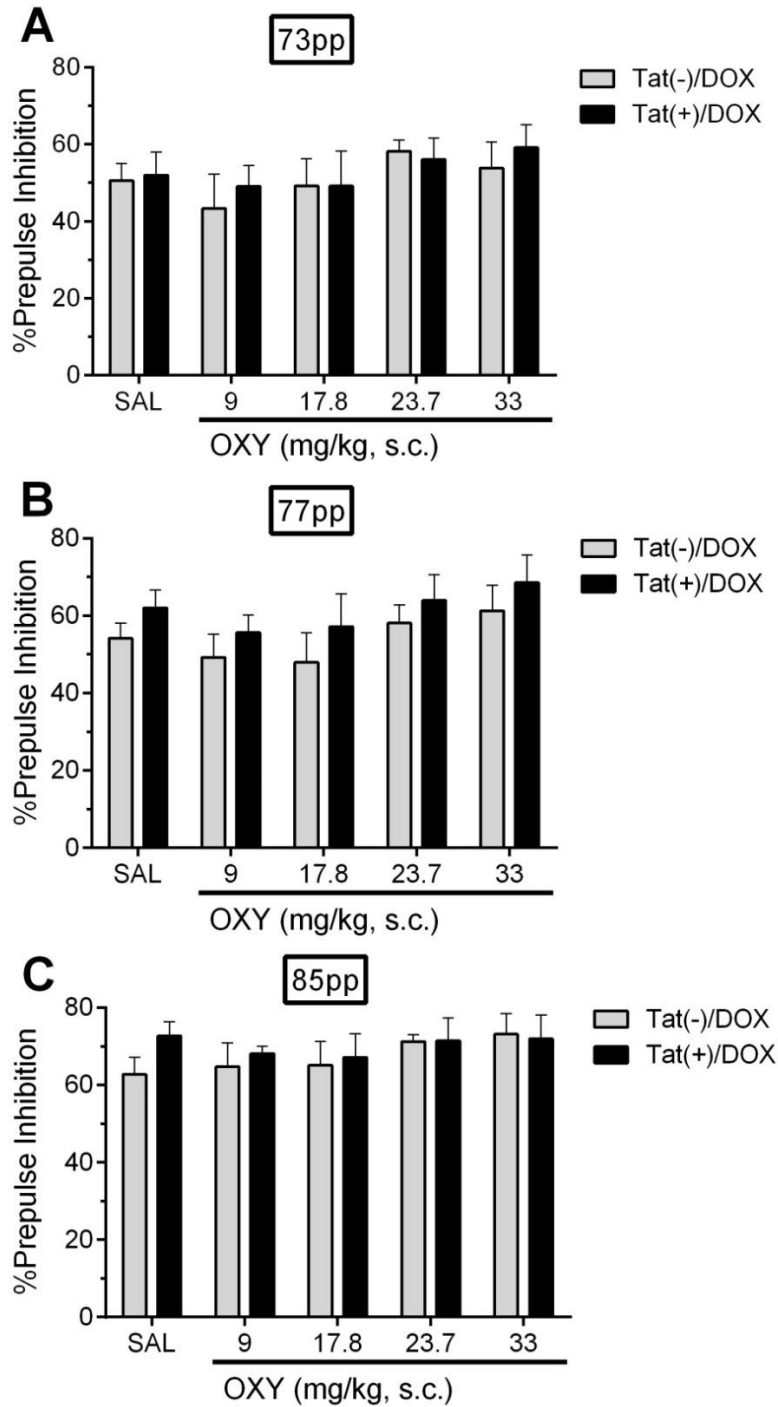 A
73pp
%Prepulse Inhibition
80
60
40
20
0
SAL 9 17.8 23.7 33
OXY (mg/kg, s.c.)
Tat(-)/DOX
Tat(+)/DOX
B
77pp
%Prepulse Inhibition
80
60
40
20
0
SAL 9 17.8 23.7 33
OXY (mg/kg, s.c.)
Tat(-)/DOX
Tat(+)/DOX
C
85pp
%Prepulse Inhibition
80
60
40
20
0
SAL 9 17.8 23.7 33
OXY (mg/kg, s.c.)
Tat(-)/DOX
Tat(+)/DOX